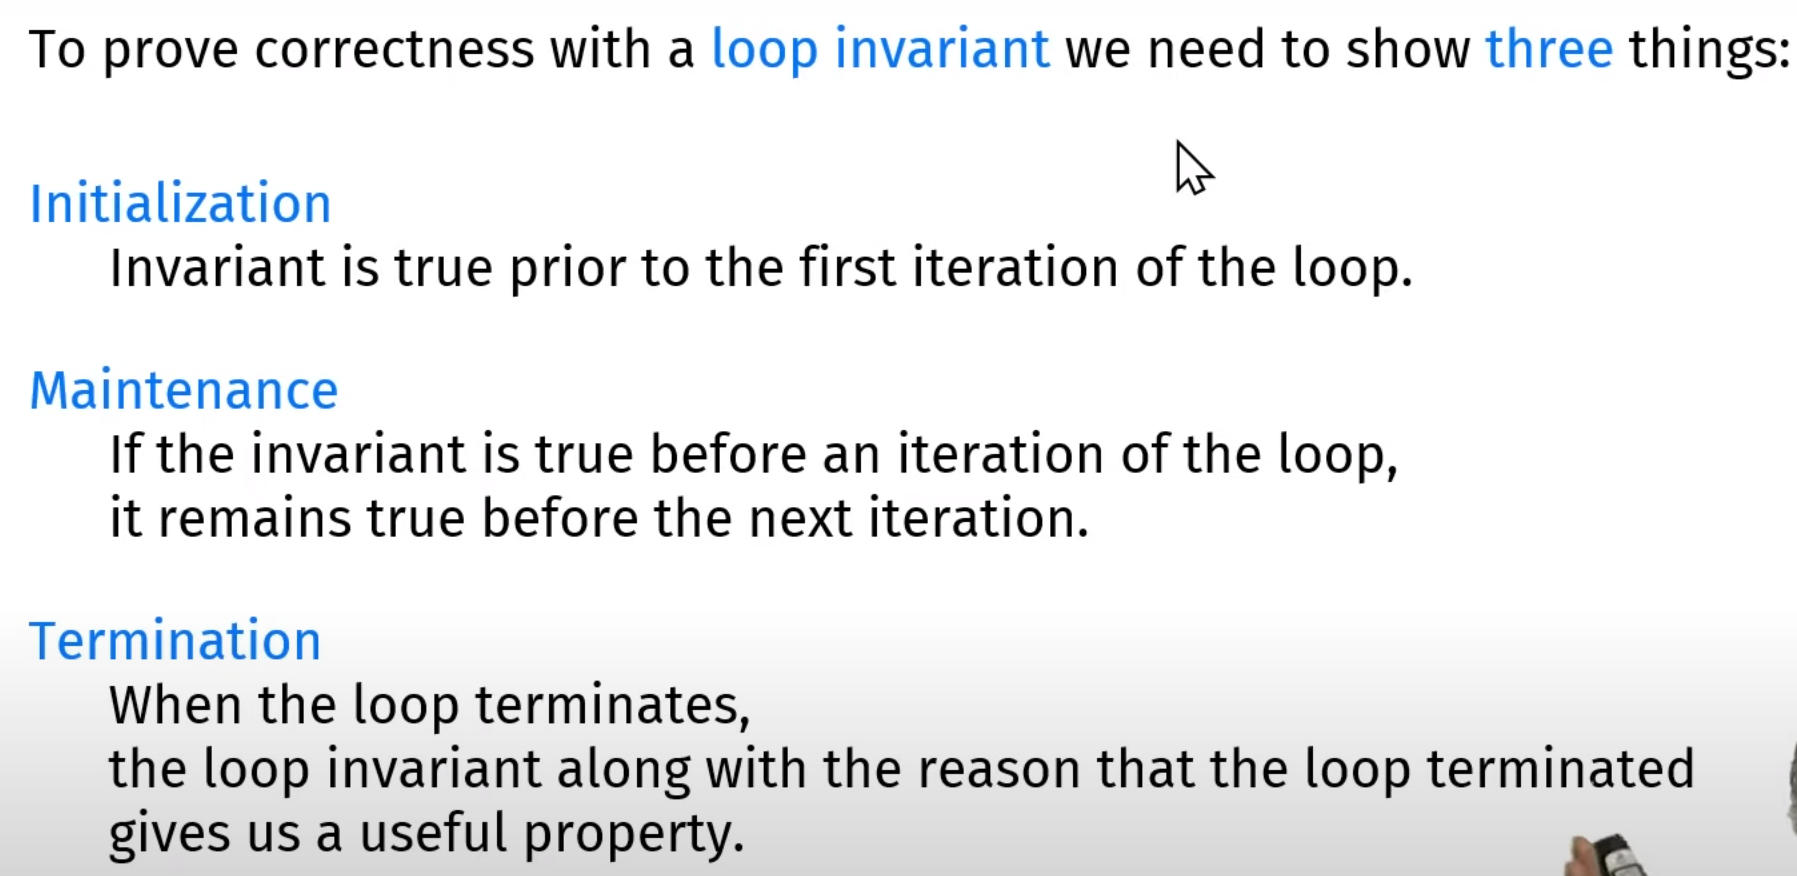 To prove correctness with a loop invariant we need to show three things:
Initialization
Invariant is true prior to the first iteration of the loop.
Maintenance
If the invariant is true before an iteration of the loop,
it remains true before the next iteration.
Termination
When the loop terminates,
the loop invariant along with the reason that the loop terminated
gives us a useful property.